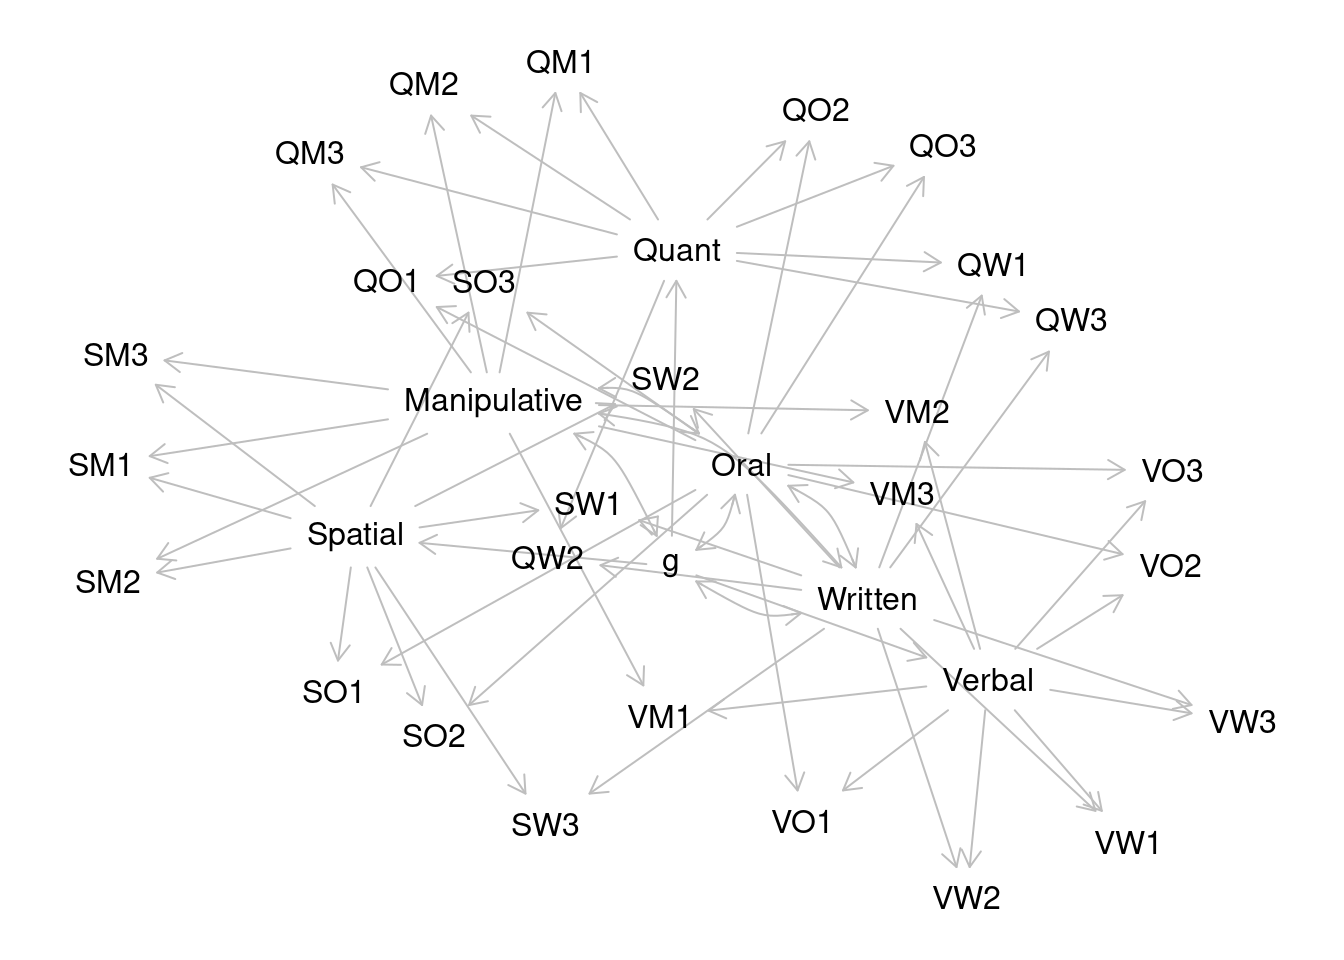 QM1
QM2
QO2
QO3
QM3
Quant
QW1
QO1
SO3
QW3
SM3
SW2
Manipulative
VM2
SM1
Oral
VO3
VM3
SW1
Spatial
QW2
g
VO2
SM2
Written
Verbal
SO1
VM1
VW3
SO2
SW3
VO1
VW1
VW2